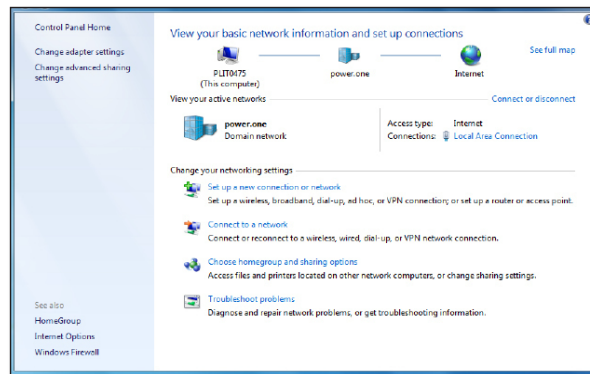 Control Panel Home
Change adapter settings
Change advanced sharing
settings
View your basic network information and set up connections
See full map
PLIT0475
(This computer)
power.one
Internet
View your active networks
Connect or disconnect
power.one
Domain network
Access type: Internet
Connections: Local Area Connection
Change your networking settings
Set up a new connection or network
Set up a wireless, broadband, dial-up, ad hoc, or VPN connection; or set up a router or access point.
Connect to a network
Connect or reconnect to a wireless, wired, dial-up, or VPN network connection.
Choose homegroup and sharing options
Access files and printers located on other network computers, or change sharing settings.
Troubleshoot problems
Diagnose and repair network problems, or get troubleshooting information.
See also
HomeGroup
Internet Options
Windows Firewall